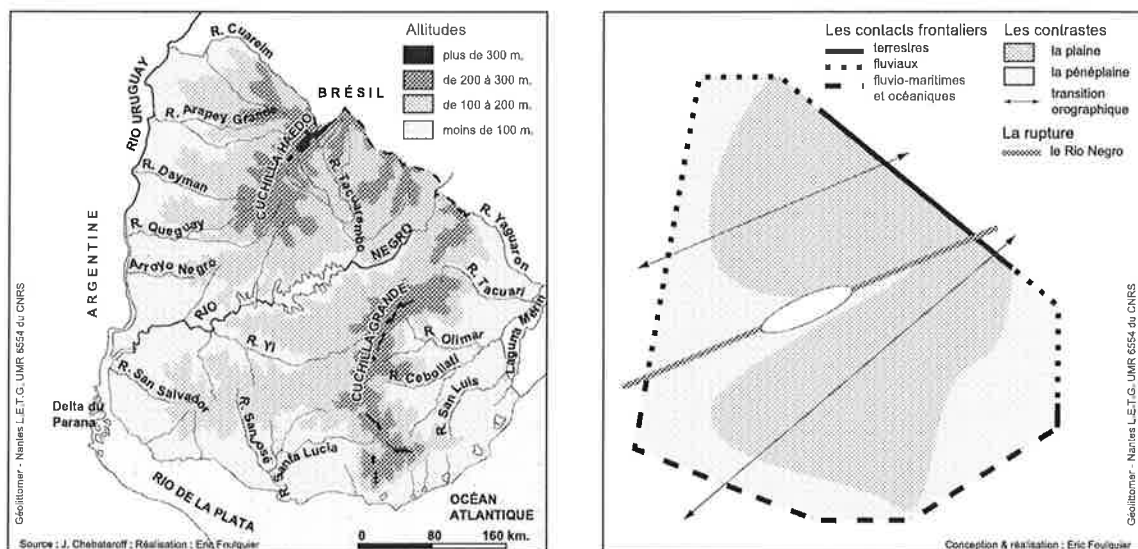 Altitudes
plus de 300 m.
de 200 à 300 m.
de 100 à 200 m.
moins de 100 m.
R. Cuareim
BRÉSIL
RIO URUGUAY
R. Arapey Grande
CUCHILLA HAEDO
R. Dayman
R. Tacuarembo
R. Queguay
NEGRO
R. Yaguaron
ARGENTINE
Arroyo Negro
RIO
R. Tacuari
CUCHILLA GRANDE
Laguna Merin
R. Olimar
R. Yi
R. Cebollati
R. San Salvador
R. San Luis
Delta du
Parana
R. San José
R. Santa Lucia
RIO DE LA PLATA
OCÉAN
ATLANTIQUE
0 80 160 km.
Géolittomer - Nantes L.E.T.G. UMR 6554 du CNRS
Source : J. Chebataroff ; Réalisation : Eric Foulquier
Les contacts frontaliers
terrestres
fluviaux
fluvio-maritimes
et océaniques
Les contrastes
la plaine
la pénéplaine
transition
orographique
La rupture
le Rio Negro
Géolittomer - Nantes L.E.T.G. UMR 6554 du CNRS
Conception & réalisation : Eric Foulquier